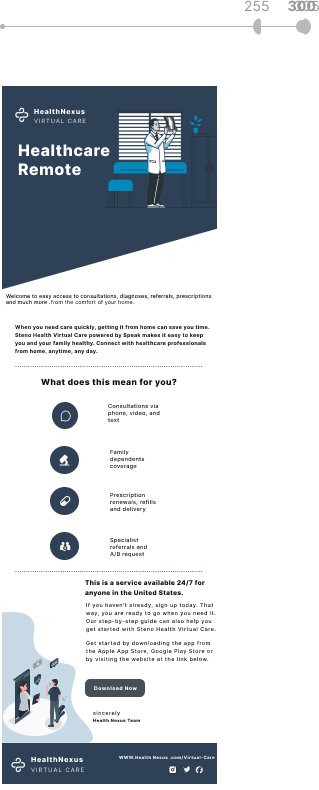 255 300
HealthNexus
VIRTUAL CARE
Healthcare
Remote
Welcome to easy access to consultations, diagnoses, referrals, prescriptions
and much more .from the comfort of your home.
When you need care quickly, getting it from home can save you time.
Steno Health Virtual Care powered by Speak makes it easy to keep
you and your family healthy. Connect with healthcare professionals
from home, anytime, any day.
What does this mean for you?
Consultations via
phone, video, and
text
Family
dependents
coverage
Prescription
renewals, refills
and delivery
Specialist
referrals and
A/B request
This is a service available 24/7 for
anyone in the United States.
If you haven't already, sign up today. That
way, you are ready to go when you need it.
Our step-by-step guide can also help you
get started with Steno Health Virtual Care.
Get started by downloading the app from
the Apple App Store, Google Play Store or
by visiting the website at the link below.
Download Now
sincerely
Health Nexus Team
HealthNexus
VIRTUAL CARE
WWW.Health Nexus .com/Virtual-Care